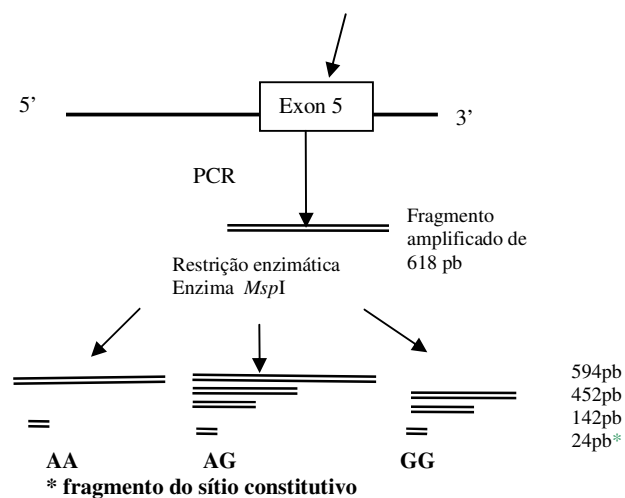 5’
Exon 5
3’
PCR
Fragmento
amplificado de
618 pb
Restrição enzimática
Enzima MspI
594pb
452pb
142pb
24pb*
AA
AG
GG
* fragmento do sítio constitutivo